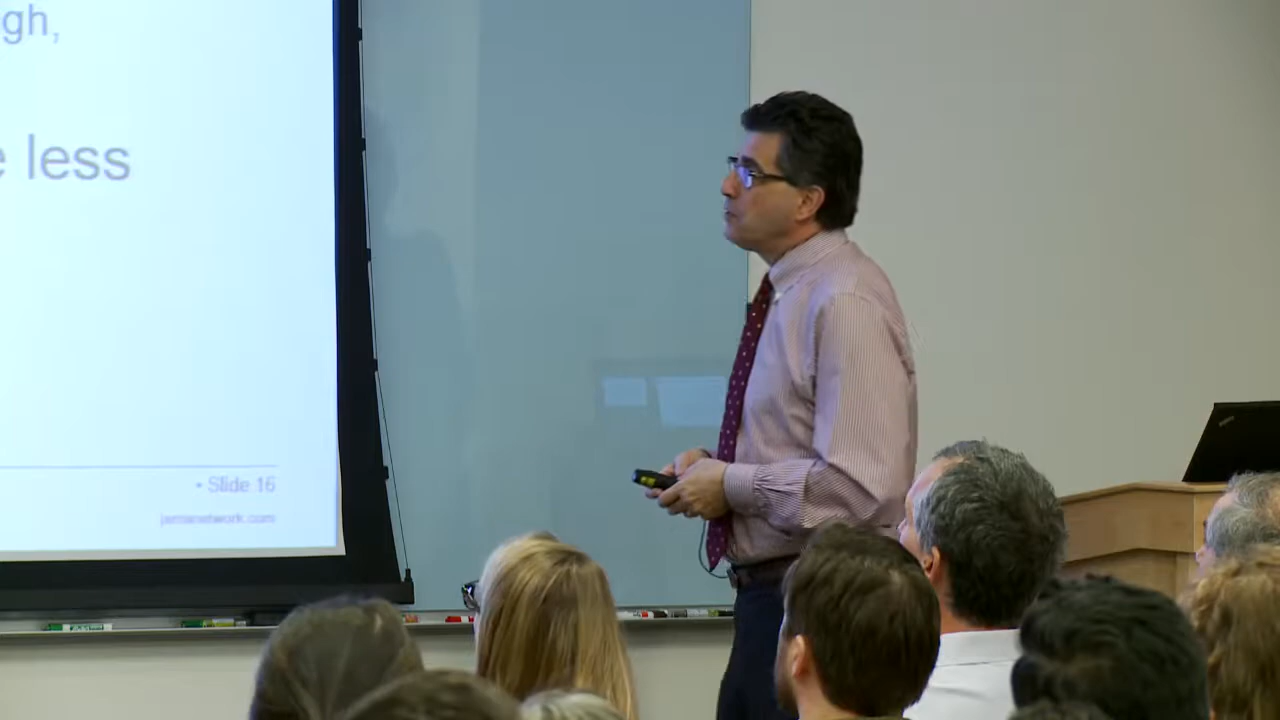 gh,
less
• Slide 16
jamanetwork.com